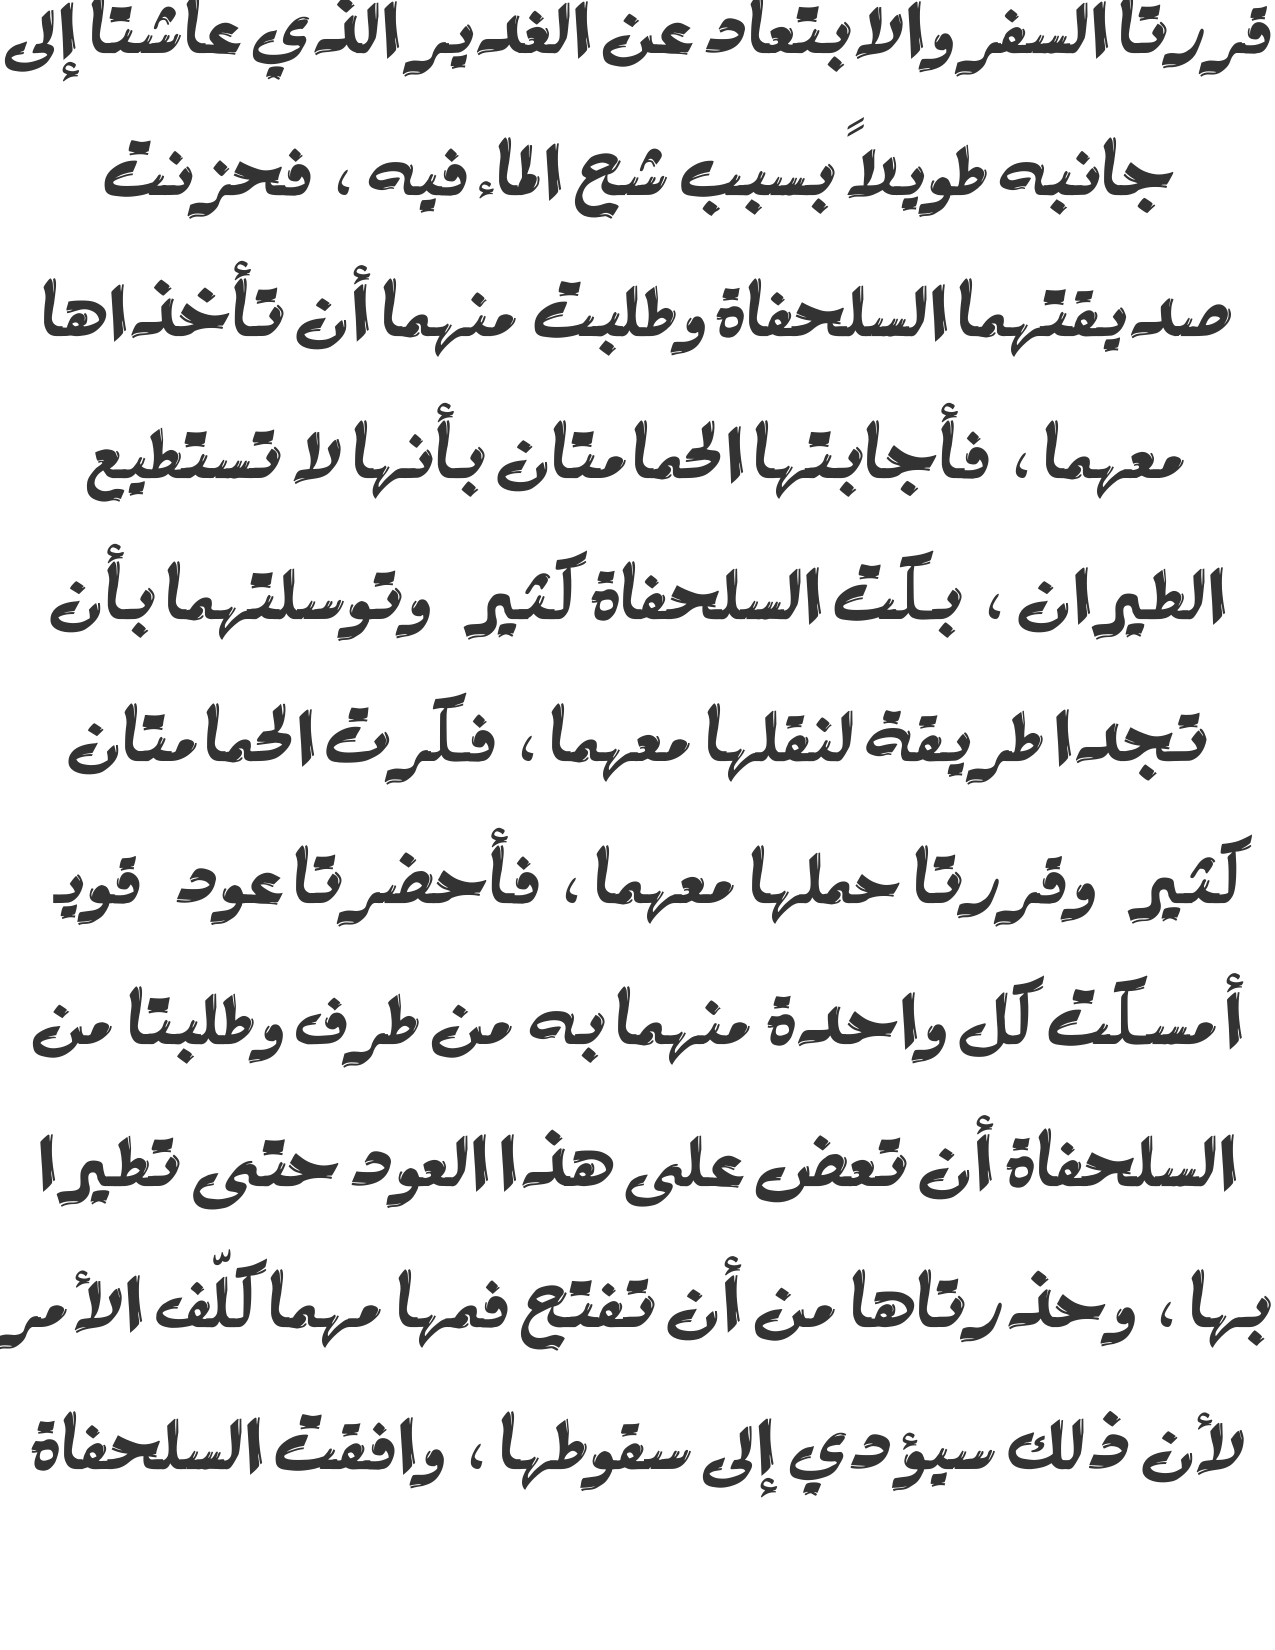 قررتا السفر والابتعاد عن الغدير الذي عاشتا إلى
جانبه طويلاً بسبب شح الماء فيه ، فحزنت
صديقتهما السلحفاة وطلبت منهما أن تأخذاها
معهما ، فأجابتها الحمامتان بأنها لا تستطيع
الطيران ، بكت السلحفاة كثير وتوسلتهما بأن
تجدا طريقة لنقلها معهما ، فكرت الحمامتان
كثير وقررتا حملها معهما ، فأحضرتا عود قويـ
أمسكت كل واحدة منهما به من طرف وطلبتا من
السلحفاة أن تعض على هذا العود حتى تطيرا
بها ، وحذرتاها من أن تفتح فمها مهما كلّف الأمر
لأن ذلك سيؤدي إلى سقوطها ، وافقت السلحفاة